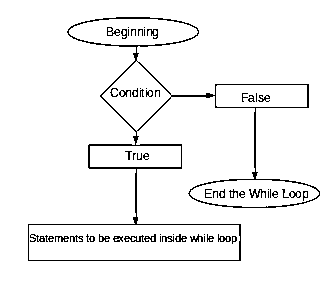 Beginning
Condition
False
True
End the While Loop
Statements to be executed inside while loop